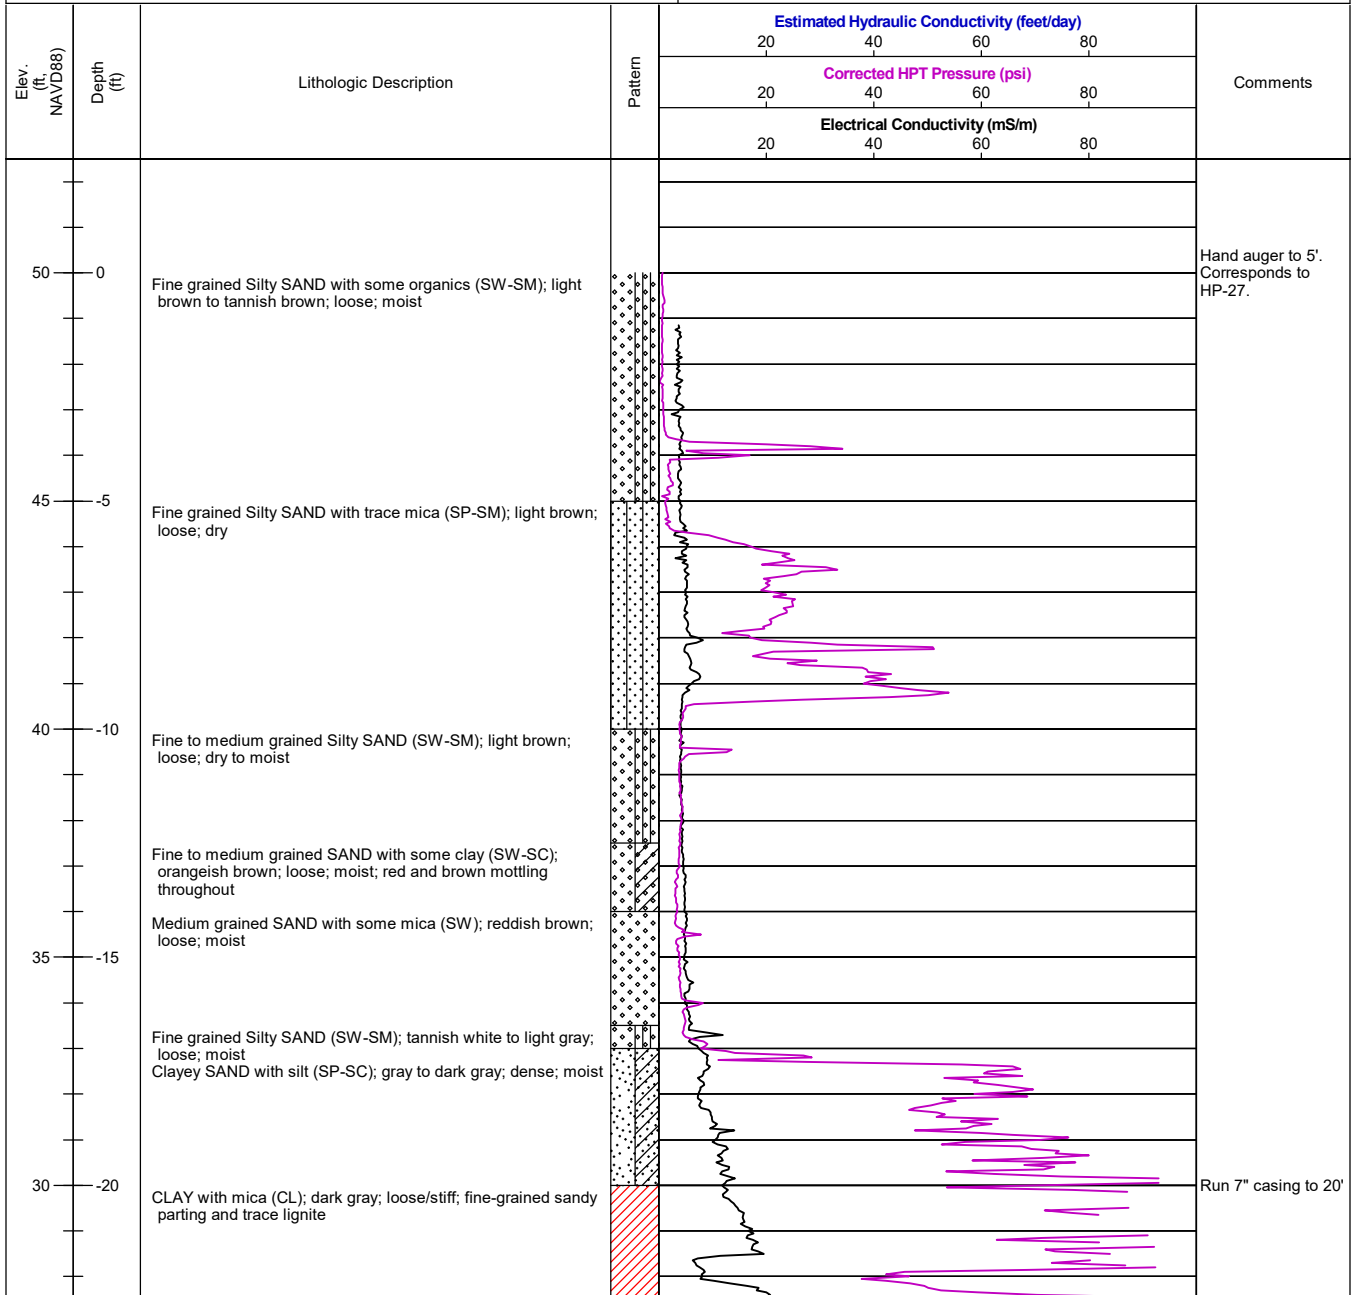 Elev.
(ft,
NAVD88)
Depth
(ft)
Lithologic Description
Pattern
Estimated Hydraulic Conductivity (feet/day)
20 40 60 80
Corrected HPT Pressure (psi)
20 40 60 80
Electrical Conductivity (mS/m)
20 40 60 80
Comments
Hand auger to 5'.
Corresponds to
HP-27.
50 0
Fine grained Silty SAND with some organics (SW-SM); light
brown to tannish brown; loose; moist
45 -5
Fine grained Silty SAND with trace mica (SP-SM); light brown;
loose; dry
40 -10
Fine to medium grained Silty SAND (SW-SM); light brown;
loose; dry to moist
Fine to medium grained SAND with some clay (SW-SC);
orangeish brown; loose; moist; red and brown mottling
throughout
Medium grained SAND with some mica (SW); reddish brown;
loose; moist
35 -15
Fine grained Silty SAND (SW-SM); tannish white to light gray;
loose; moist
Clayey SAND with silt (SP-SC); gray to dark gray; dense; moist
30 -20
CLAY with mica (CL); dark gray; loose/stiff; fine-grained sandy
parting and trace lignite
Run 7" casing to 20'